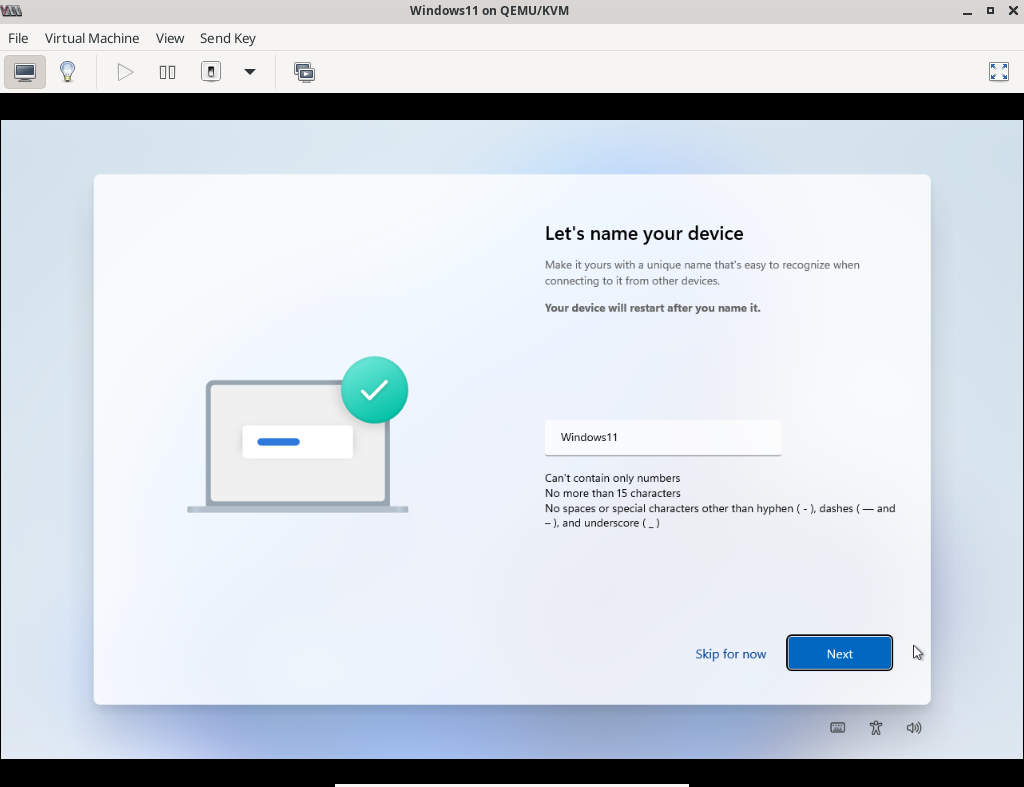 Windows11 on QEMU/KVM
File Virtual Machine View Send Key
Let's name your device
Make it yours with a unique name that's easy to recognize when
connecting to it from other devices.
Your device will restart after you name it.
Windows11
Can't contain only numbers
No more than 15 characters
No spaces or special characters other than hyphen ( - ), dashes ( — and
– ), and underscore ( _ )
Skip for now Next